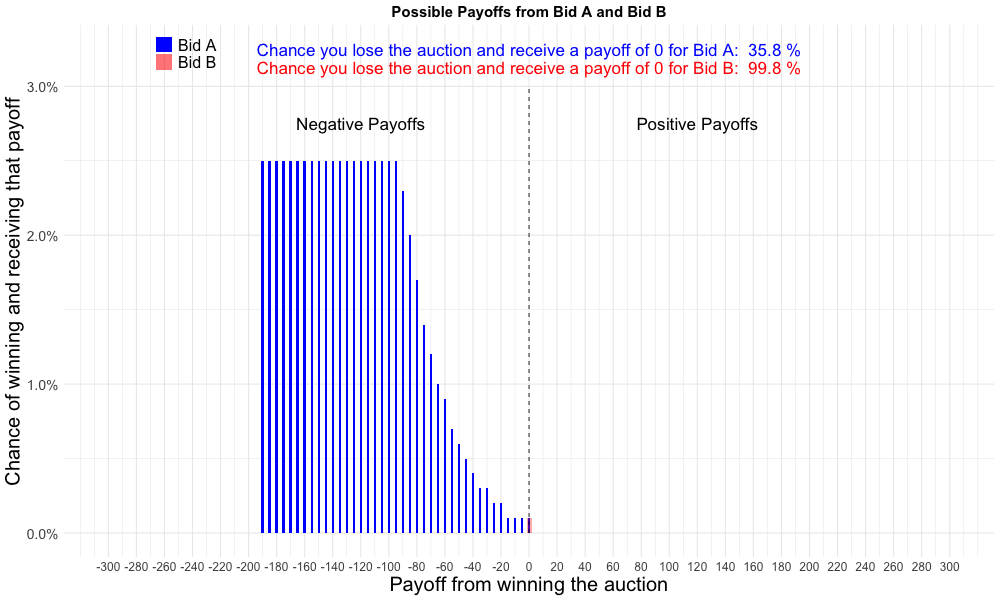 Possible Payoffs from Bid A and Bid B
Bid A
Bid B
Chance you lose the auction and receive a payoff of 0 for Bid A: 35.8 %
Chance you lose the auction and receive a payoff of 0 for Bid B: 99.8 %
Negative Payoffs
Positive Payoffs
Chance of winning and receiving that payoff
3.0%
2.0%
1.0%
0.0%
-300 -280 -260 -240 -220 -200 -180 -160 -140 -120 -100 -80 -60 -40 -20 0 20 40 60 80 100 120 140 160 180 200 220 240 260 280 300
Payoff from winning the auction